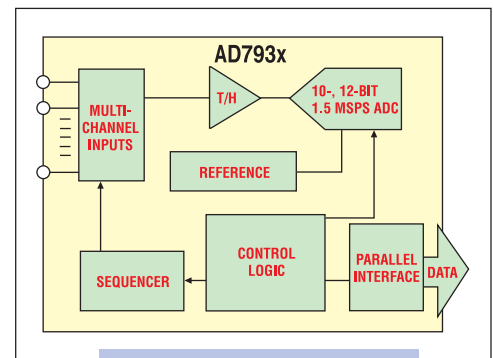 AD793x
MULTI-
CHANNEL
INPUTS
T/H
10-, 12-BIT
1.5 MSPS ADC
REFERENCE
SEQUENCER
CONTROL
LOGIC
PARALLEL
INTERFACE
DATA